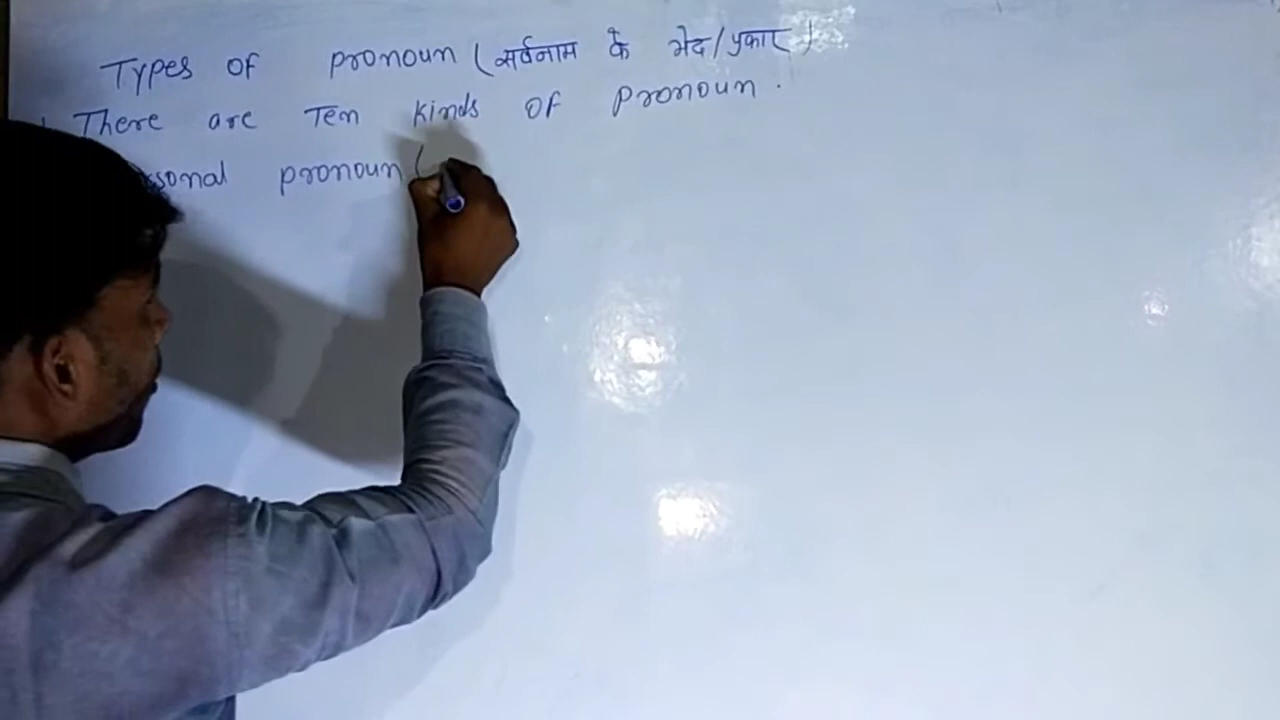 Types of pronoun (सर्वनाम के भेद/प्रकार)
There are Ten kinds of pronoun.
pronoun (